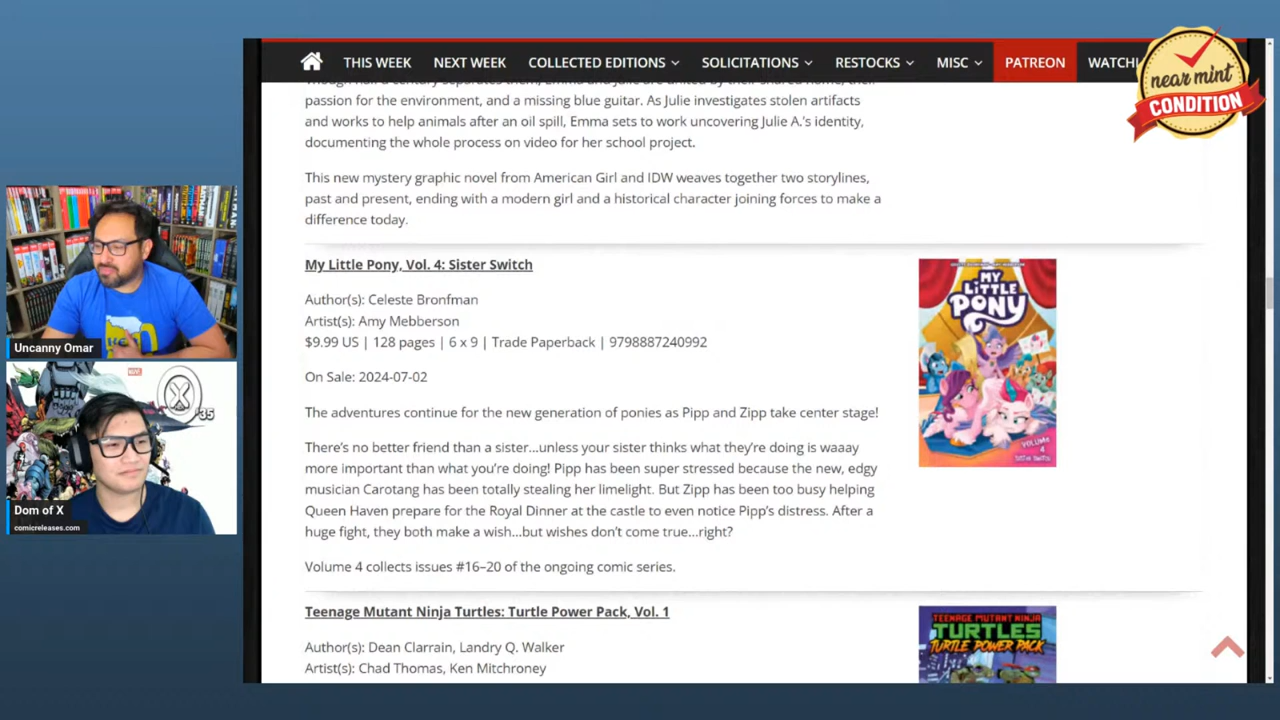 THIS WEEK NEXT WEEK COLLECTED EDITIONS SOLICITATIONS RESTOCKS MISC PATREON WATCHL
near mint
CONDITION
passion for the environment, and a missing blue guitar. As Julie investigates stolen artifacts
and works to help animals after an oil spill, Emma sets to work uncovering Julie A.'s identity,
documenting the whole process on video for her school project.
This new mystery graphic novel from American Girl and IDW weaves together two storylines,
past and present, ending with a modern girl and a historical character joining forces to make a
difference today.
My Little Pony, Vol. 4: Sister Switch
Author(s): Celeste Bronfman
Artist(s): Amy Mebberson
$9.99 US | 128 pages | 6 x 9 | Trade Paperback | 9798887240992
On Sale: 2024-07-02
The adventures continue for the new generation of ponies as Pipp and Zipp take center stage!
There's no better friend than a sister...unless your sister thinks what they're doing is waaay
more important than what you're doing! Pipp has been super stressed because the new, edgy
musician Carotang has been totally stealing her limelight. But Zipp has been too busy helping
Queen Haven prepare for the Royal Dinner at the castle to even notice Pipp's distress. After a
huge fight, they both make a wish...but wishes don't come true...right?
Volume 4 collects issues #16–20 of the ongoing comic series.
MY
LITTLE
PONY
VOLUME
4
SISTER SWITCH
Teenage Mutant Ninja Turtles: Turtle Power Pack, Vol. 1
Author(s): Dean Clarrain, Landry Q. Walker
Artist(s): Chad Thomas, Ken Mitchroney
TEENAGE MUTANT NINJA
TURTLES
TURTLE POWER PACK
Uncanny Omar
X
35
Dom of X
comicreleases.com